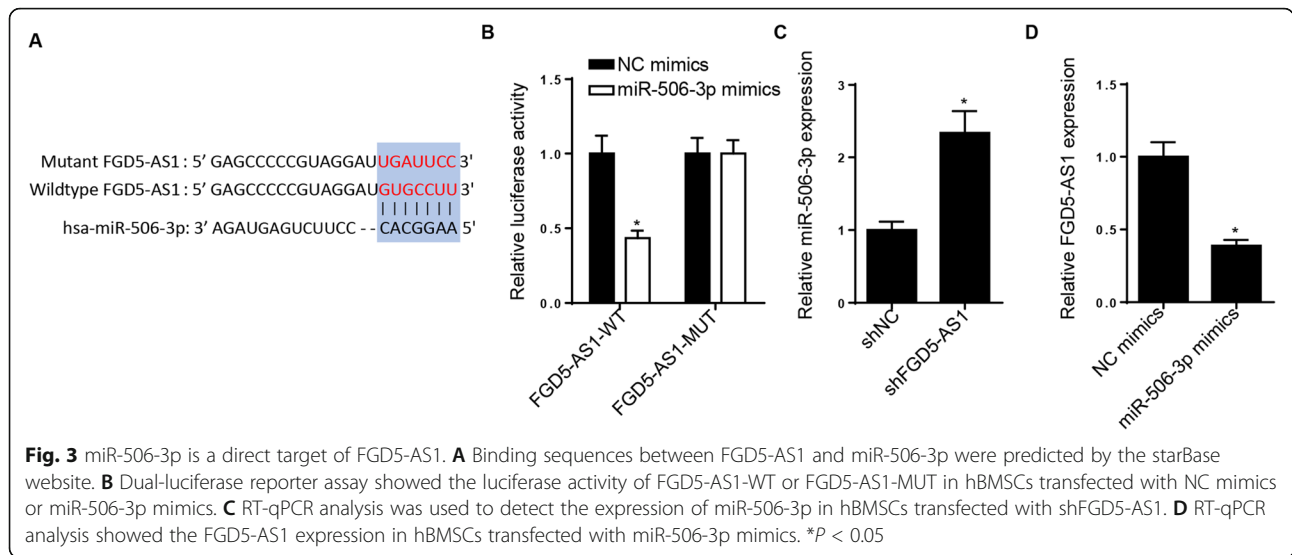 A
Mutant FGD5-AS1 : 5′ GAGCCCCCGUAGGAUUGAUUCC 3'
Wildtype FGD5-AS1 : 5′ GAGCCCCCGUAGGAUGUGCCUU 3'
hsa-miR-506-3p: 3′ AGAUGAGUCUUCC - - CACGGAA 5'
B
NC mimics
miR-506-3p mimics
Relative luciferase activity
1.5
1.0
0.5
0.0
*
FGD5-AS1-WT
FGD5-AS1-MUT
C
Relative miR-506-3p expression
3
2
1
0
*
shNC
shFGD5-AS1
D
Relative FGD5-AS1 expression
1.5
1.0
0.5
0.0
*
NC mimics
miR-506-3p mimics
Fig. 3 miR-506-3p is a direct target of FGD5-AS1. A Binding sequences between FGD5-AS1 and miR-506-3p were predicted by the starBase
website. B Dual-luciferase reporter assay showed the luciferase activity of FGD5-AS1-WT or FGD5-AS1-MUT in hBMSCs transfected with NC mimics
or miR-506-3p mimics. C RT-qPCR analysis was used to detect the expression of miR-506-3p in hBMSCs transfected with shFGD5-AS1. D RT-qPCR
analysis showed the FGD5-AS1 expression in hBMSCs transfected with miR-506-3p mimics. *P < 0.05